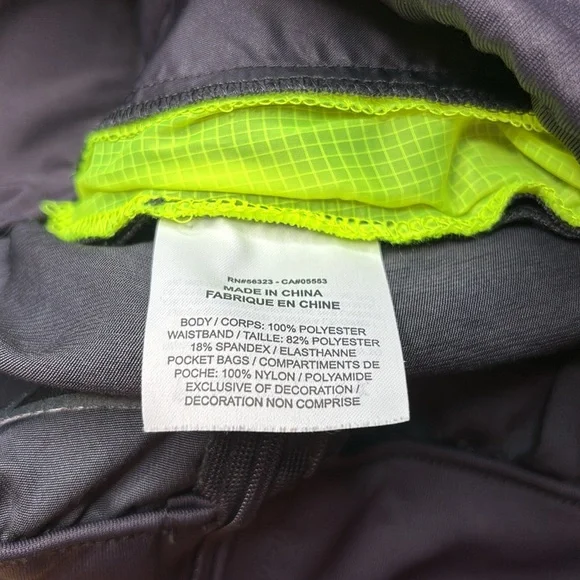 RN#56323 - CA#05553
MADE IN CHINA
FABRIQUE EN CHINE
BODY / CORPS: 100% POLYESTER
WAISTBAND / TAILLE: 82% POLYESTER
18% SPANDEX / ELASTHANNE
POCKET BAGS / COMPARTIMENTS DE
POCHE: 100% NYLON / POLYAMIDE
EXCLUSIVE OF DECORATION /
DECORATION NON COMPRISE